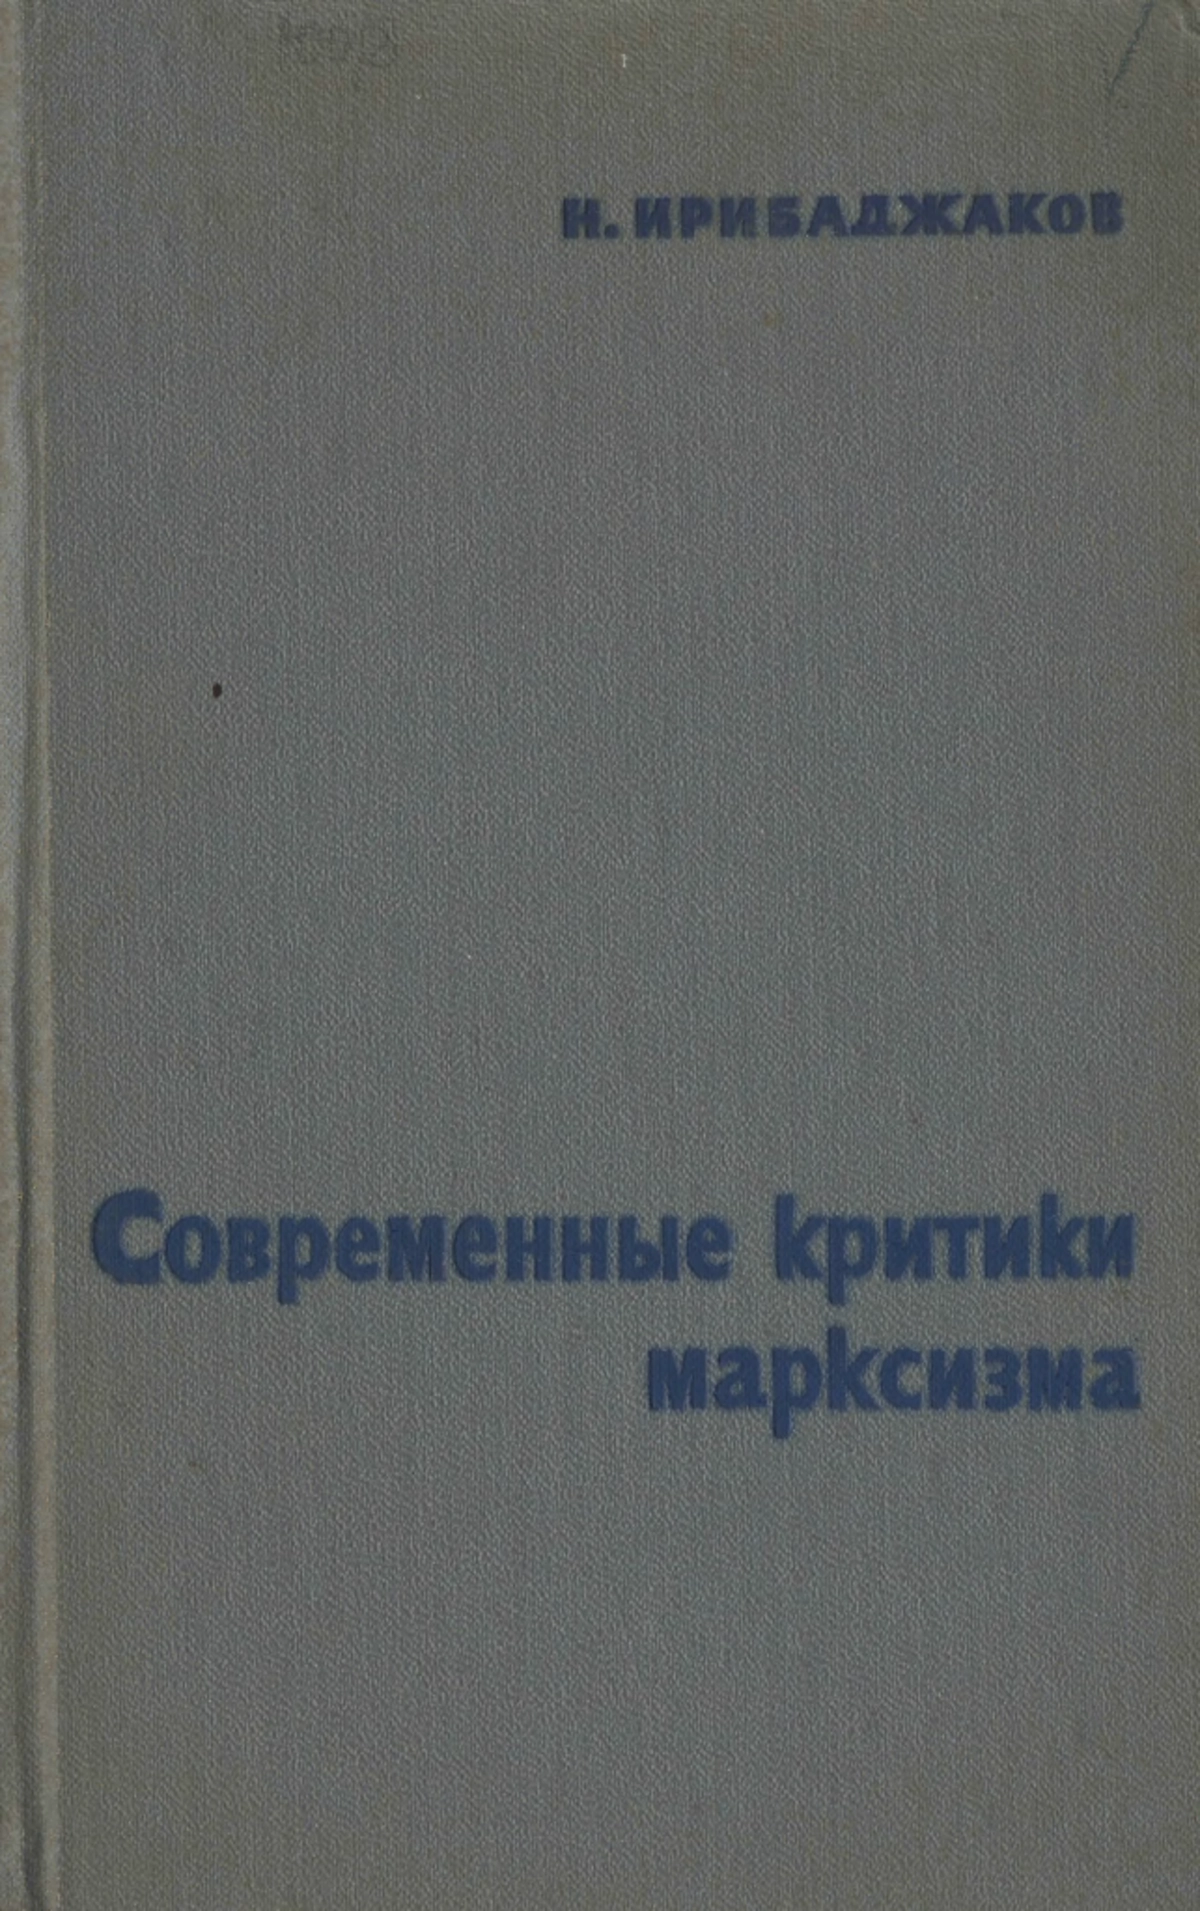 Н. ИРИБАДЖАКОВ
Современные критики
марксизма